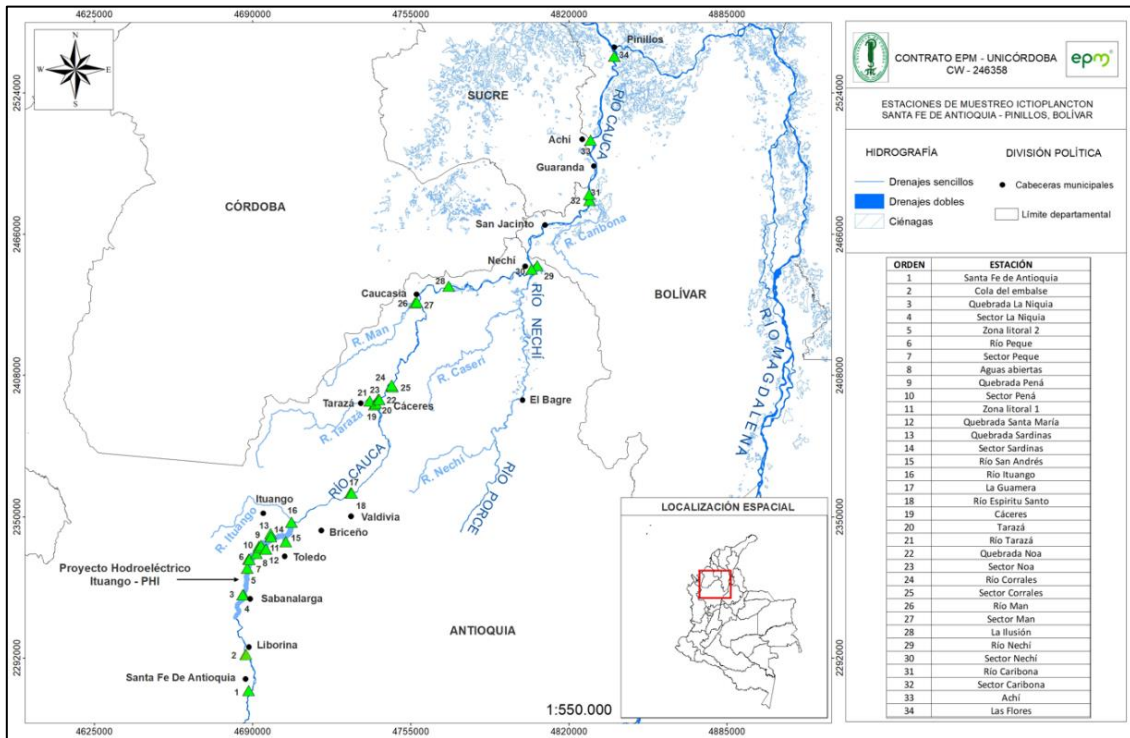 4625000 4690000 4755000 4820000 4885000
N
W E
S
Pinillos
34
SUCRE
RÍO CAUCA
2524000
Achí
33
Guaranda
31
32
CÓRDOBA
San Jacinto
R. Caribona
2466000
Nechí
30
29
28
Caucasia
26
27
RÍO NECHÍ
BOLÍVAR
R. Man
R. Caserí
RÍO MAGDALENA
2408000
24
25
23
21
22
Tarazá
Cáceres
20
19
El Bagre
R. Tarazá
RÍO CAUCA
R. Nechí
RÍO PORCE
17
18
Ituango
16
Valdivia
2350000
R. Ituango
13
14
Briceño
9
15
10
11
12
8
Toledo
6
7
Proyecto Hodroeléctrico
Ituango - PHI
5
3
Sabanalarga
4
ANTIOQUIA
Liborina
2
2292000
Santa Fe De Antioquia
1
1:550.000
LOCALIZACIÓN ESPACIAL
4625000 4690000 4755000 4820000 4885000
2524000
2466000
2408000
2350000
2292000
CONTRATO EPM - UNICÓRDOBA
CW - 246358
epm
ESTACIONES DE MUESTREO ICTIOPLANCTON
SANTA FE DE ANTIOQUIA - PINILLOS, BOLÍVAR
HIDROGRAFÍA
Drenajes sencillos
Drenajes dobles
Ciénagas
DIVISIÓN POLÍTICA
Cabeceras municipales
Límite departamental
ORDEN ESTACIÓN
1 Santa Fe de Antioquia
2 Cola del embalse
3 Quebrada La Niquia
4 Sector La Niquia
5 Zona litoral 2
6 Río Peque
7 Sector Peque
8 Aguas abiertas
9 Quebrada Pená
10 Sector Pená
11 Zona litoral 1
12 Quebrada Santa María
13 Quebrada Sardinas
14 Sector Sardinas
15 Río San Andrés
16 Río Ituango
17 La Guamera
18 Río Espiritu Santo
19 Cáceres
20 Tarazá
21 Río Tarazá
22 Quebrada Noa
23 Sector Noa
24 Río Corrales
25 Sector Corrales
26 Río Man
27 Sector Man
28 La Ilusión
29 Río Nechí
30 Sector Nechí
31 Río Caribona
32 Sector Caribona
33 Achí
34 Las Flores